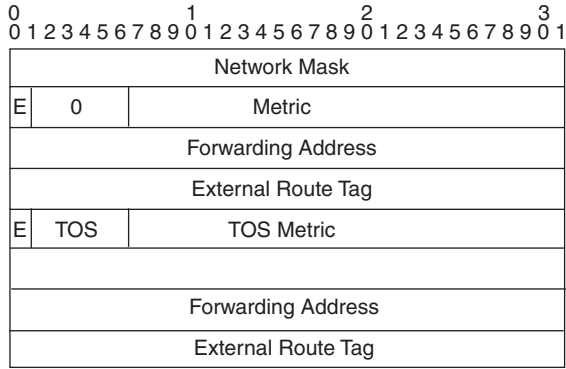 0 1 2 3
0 1 2 3 4 5 6 7 8 9 0 1 2 3 4 5 6 7 8 9 0 1 2 3 4 5 6 7 8 9 0 1
Network Mask
E 0 Metric
Forwarding Address
External Route Tag
E TOS TOS Metric
Forwarding Address
External Route Tag